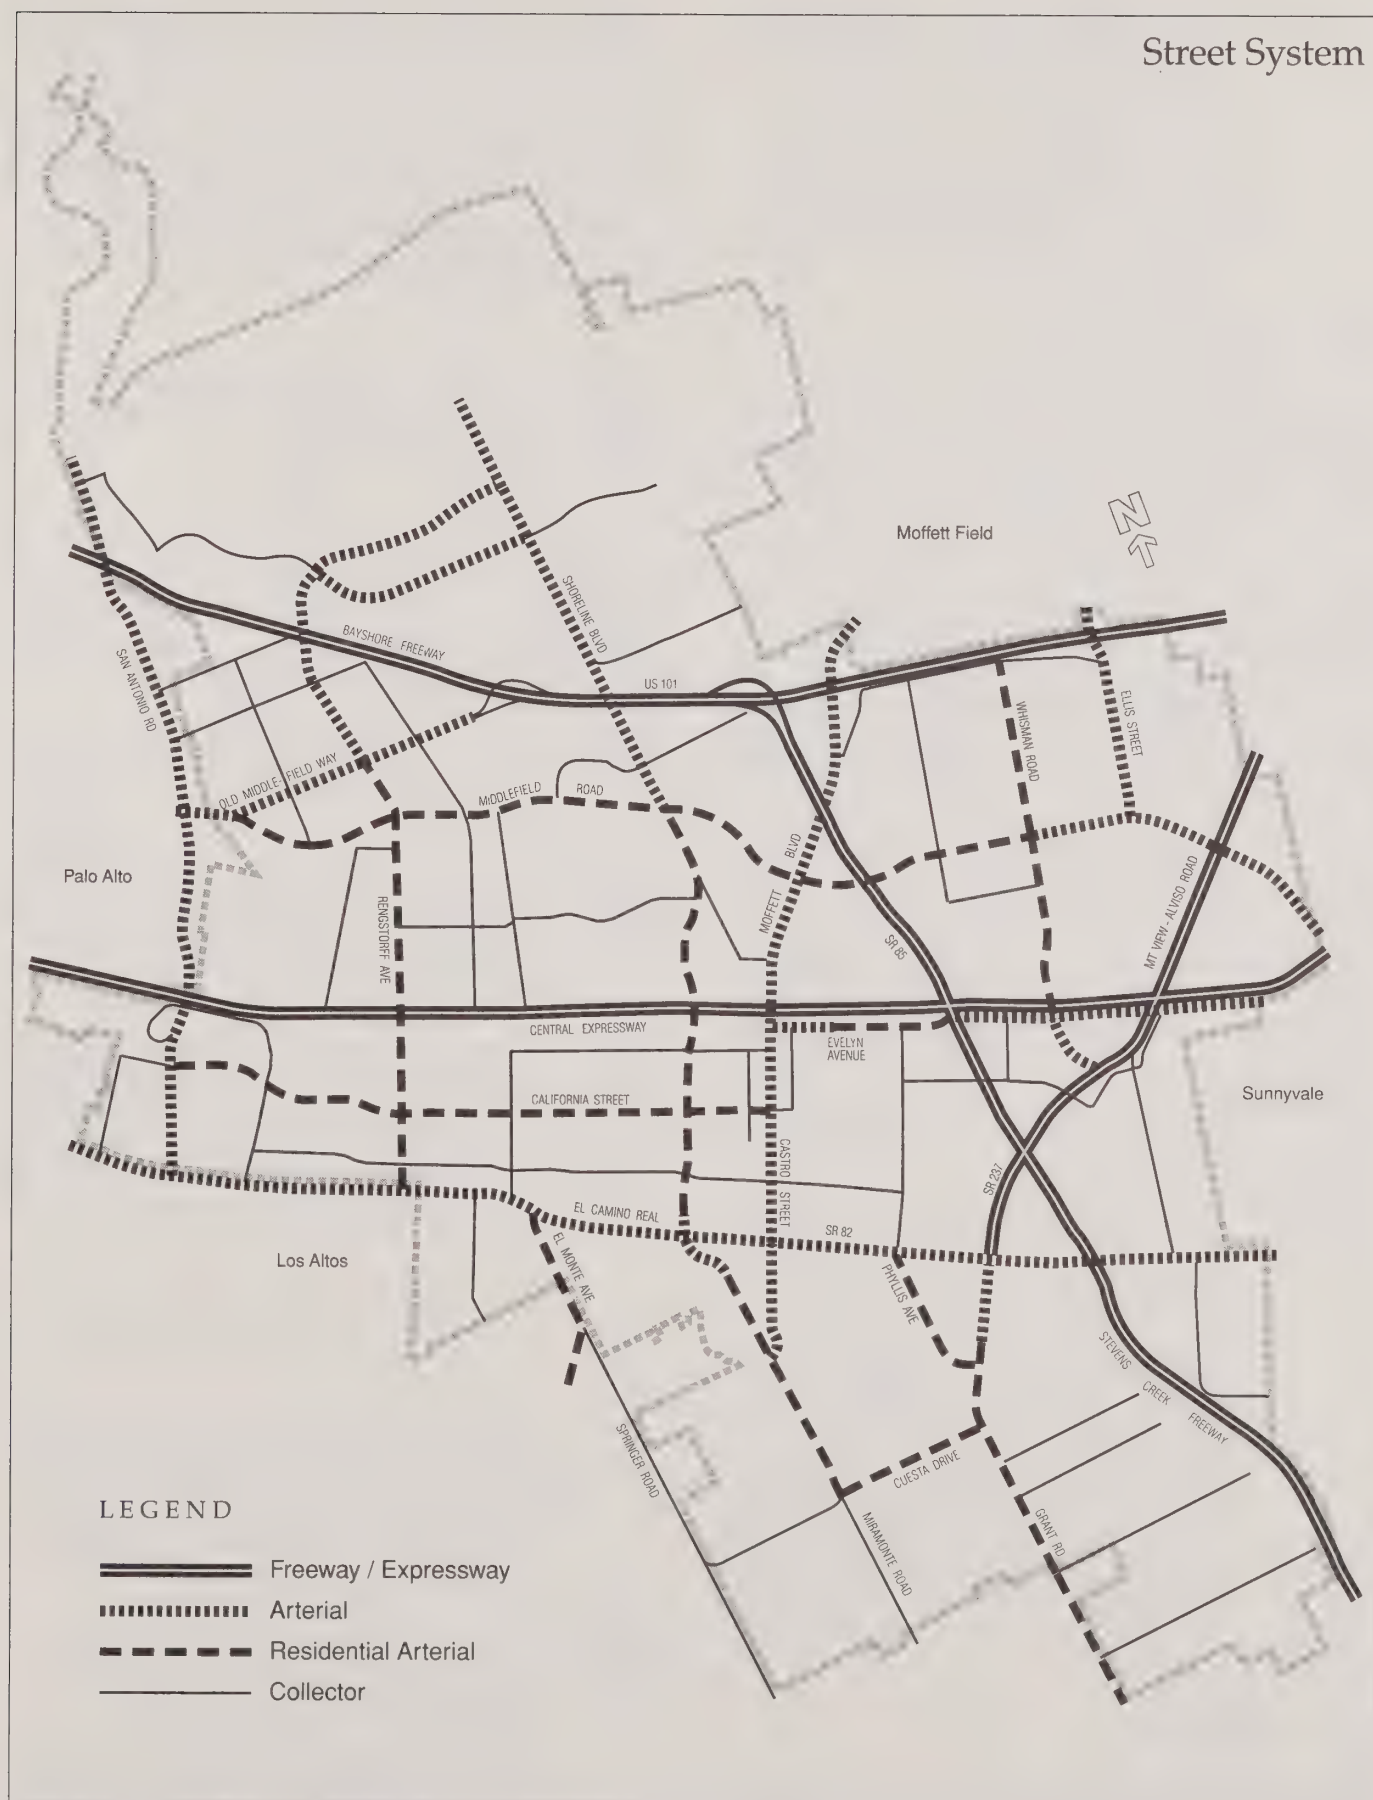 Street System
Moffett Field
N
SHORELINE BLVD
BAYSHORE FREEWAY
US 101
SAN ANTONIO RD
WHISMAN ROAD
ELLIS STREET
OLD MIDDLE-FIELD WAY
MIDDLEFIELD ROAD
MOFFETT BLVD
Palo Alto
RENGSTORFF AVE
SR 85
MT VIEW - ALVISO ROAD
CENTRAL EXPRESSWAY
EVELYN
AVENUE
CALIFORNIA STREET
Sunnyvale
CASTRO STREET
SR 237
EL CAMINO REAL
SR 82
Los Altos
EL MONTE AVE
PHYLLIS AVE
STEVENS CREEK FREEWAY
SPRINGER ROAD
CUESTA DRIVE
MIRAMONTE ROAD
GRANT RD
LEGEND
Freeway / Expressway
Arterial
Residential Arterial
Collector